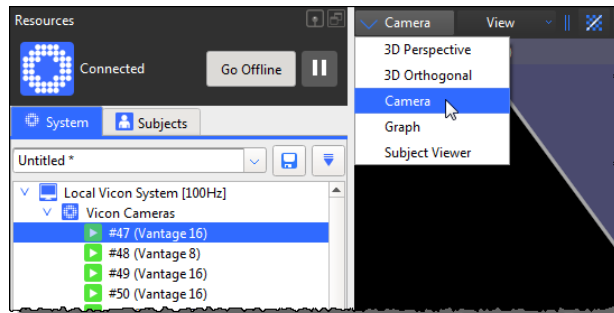 Resources
Connected
Go Offline
System
Subjects
Untitled *
Local Vicon System [100Hz]
Vicon Cameras
#47 (Vantage 16)
#48 (Vantage 8)
#49 (Vantage 16)
#50 (Vantage 16)
Camera
View
3D Perspective
3D Orthogonal
Camera
Graph
Subject Viewer